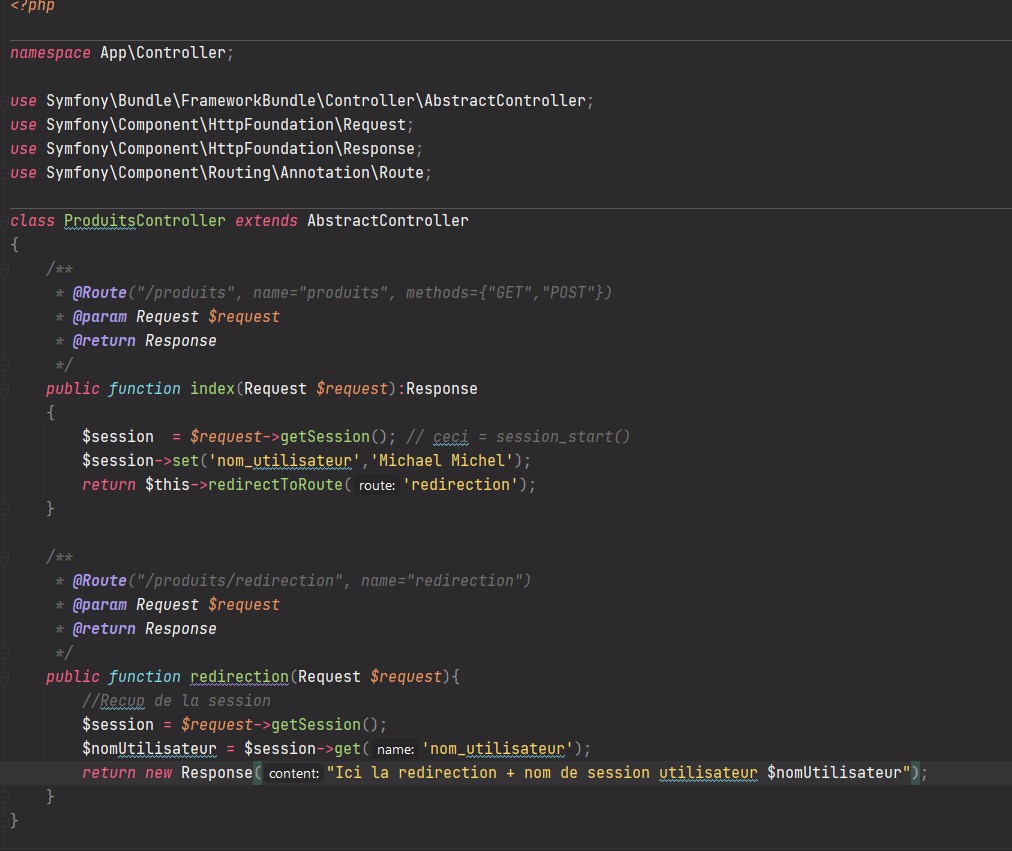 <?php
namespace App\Controller;
use Symfony\Bundle\FrameworkBundle\Controller\AbstractController;
use Symfony\Component\HttpFoundation\Request;
use Symfony\Component\HttpFoundation\Response;
use Symfony\Component\Routing\Annotation\Route;
class ProduitsController extends AbstractController
{
    /**
     * @Route("/produits", name="produits", methods={"GET","POST"})
     * @param Request $request
     * @return Response
     */
    public function index(Request $request):Response
    {
        $session  = $request->getSession(); // ceci = session_start()
        $session->set('nom_utilisateur','Michael Michel');
        return $this->redirectToRoute( route: 'redirection');
    }
    /**
     * @Route("/produits/redirection", name="redirection")
     * @param Request $request
     * @return Response
     */
    public function redirection(Request $request){
        //Recup de la session
        $session = $request->getSession();
        $nomUtilisateur = $session->get( name: 'nom_utilisateur');
        return new Response( content: "Ici la redirection + nom de session utilisateur $nomUtilisateur");
    }
}